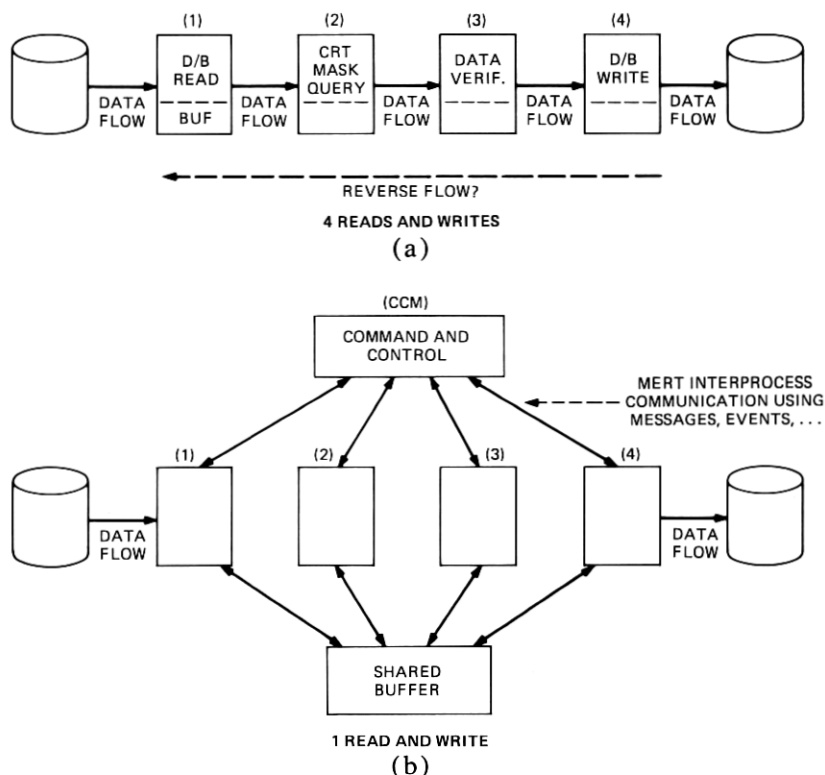 (1)
(2)
(3)
(4)
D/B
READ
BUF
CRT
MASK
QUERY
DATA
VERIF.
D/B
WRITE
DATA
FLOW
DATA
FLOW
DATA
FLOW
DATA
FLOW
DATA
FLOW
REVERSE FLOW?
4 READS AND WRITES
(a)
(CCM)
COMMAND AND
CONTROL
MERT INTERPROCESS
COMMUNICATION USING
MESSAGES, EVENTS, ...
(1)
(2)
(3)
(4)
DATA
FLOW
DATA
FLOW
SHARED
BUFFER
1 READ AND WRITE
(b)